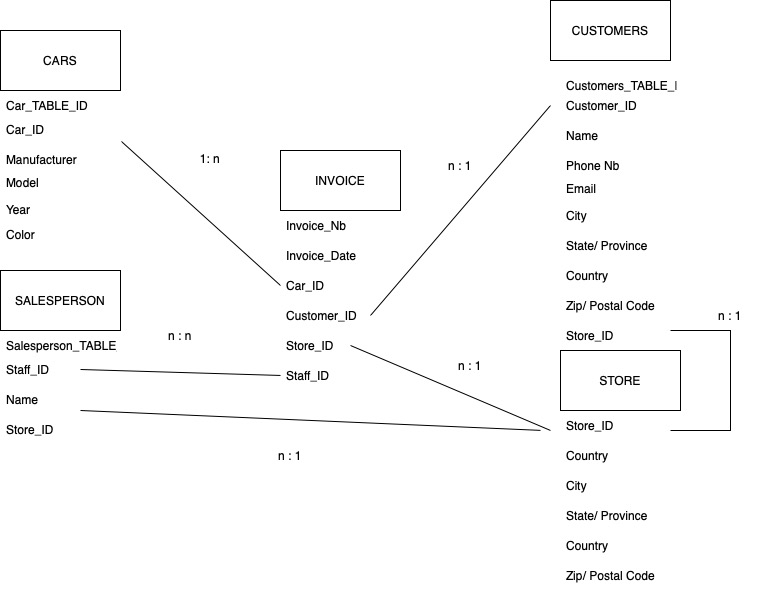 CARS
Car_TABLE_ID
Car_ID
Manufacturer
Model
Year
Color
SALESPERSON
Salesperson_TABLE
Staff_ID
Name
Store_ID
1: n
n : n
n : 1
INVOICE
Invoice_Nb
Invoice_Date
Car_ID
Customer_ID
Store_ID
Staff_ID
n : 1
n : 1
CUSTOMERS
Customers_TABLE_I
Customer_ID
Name
Phone Nb
Email
City
State/ Province
Country
Zip/ Postal Code
Store_ID
n : 1
STORE
Store_ID
Country
City
State/ Province
Country
Zip/ Postal Code